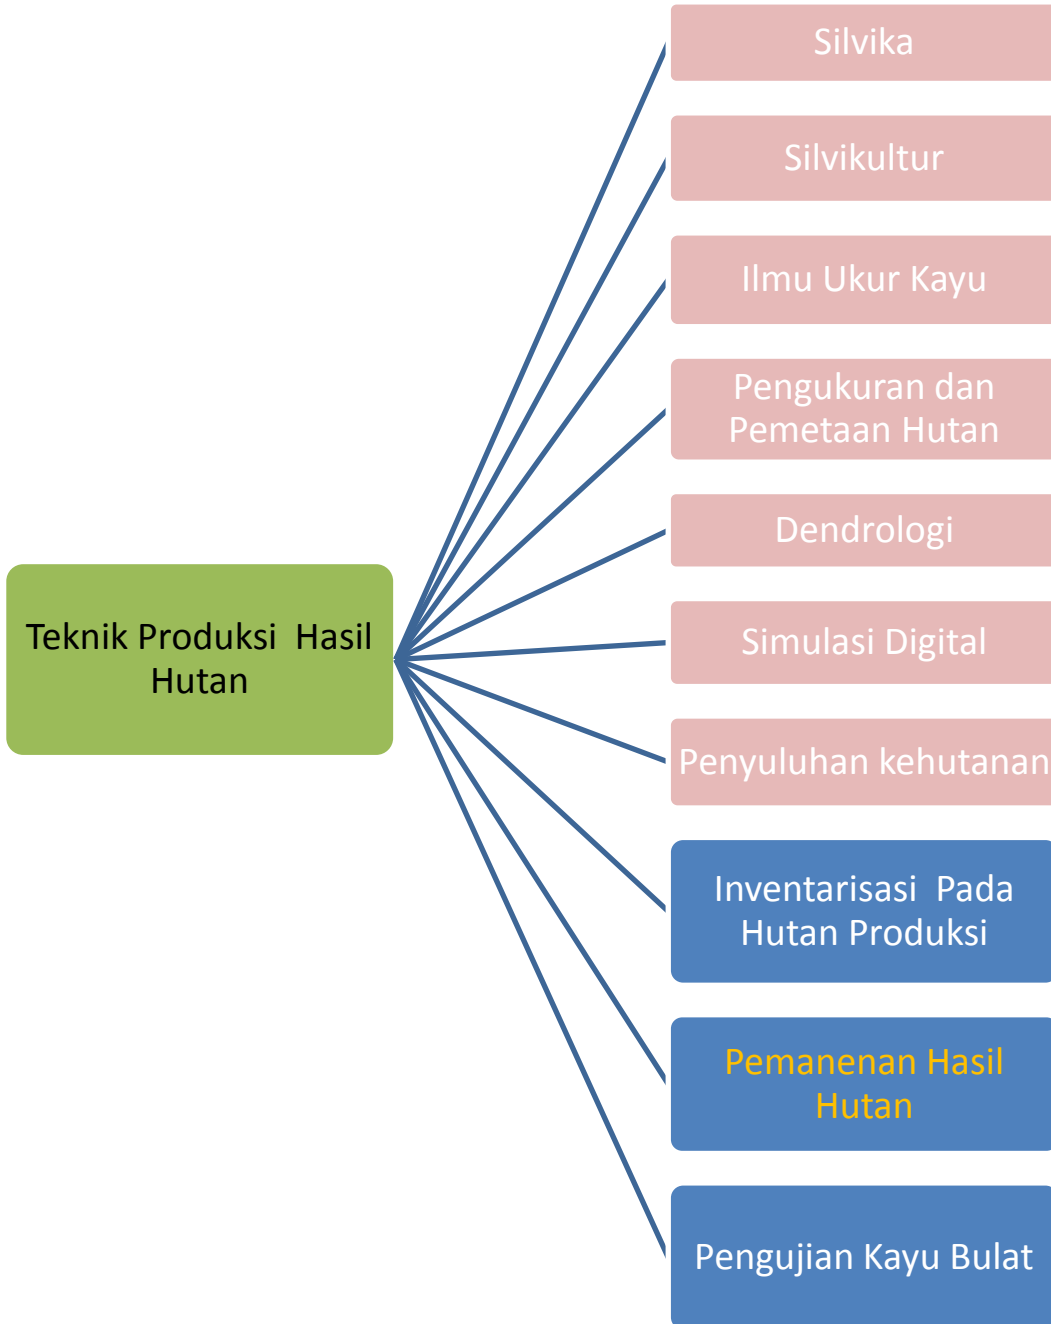 Silvika
Silvikultur
Ilmu Ukur Kayu
Pengukuran dan
Pemetaan Hutan
Dendrologi
Teknik Produksi  Hasil
Hutan
Simulasi Digital
Penyuluhan kehutanan
Inventarisasi  Pada
Hutan Produksi
Pemanenan Hasil
Hutan
Pengujian Kayu Bulat